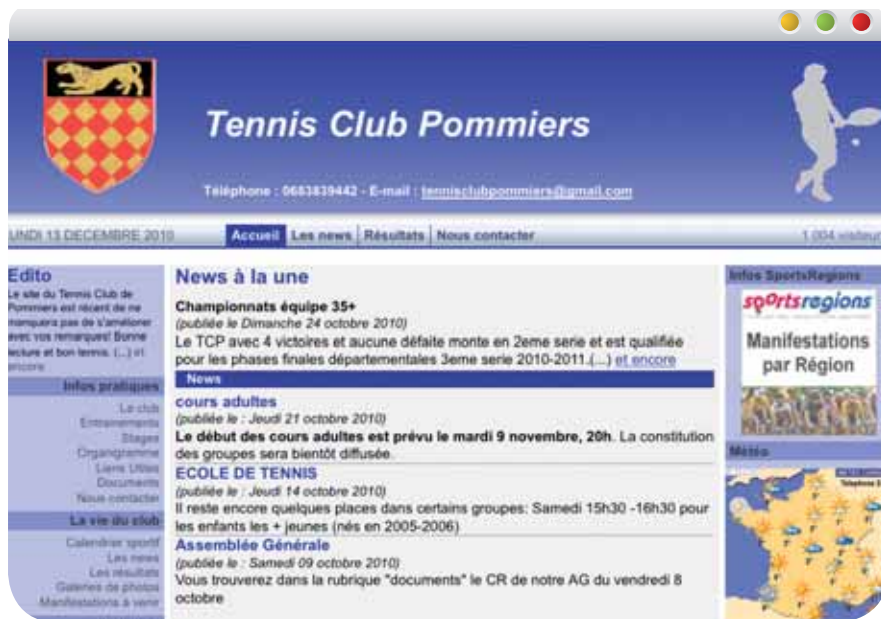 Tennis Club Pommiers
Téléphone : 0683839442 - E-mail : tennisclubpommiers@gmail.com
LUNDI 13 DECEMBRE 2010
Accueil Les news Résultats Nous contacter
1 004 visiteur
Edito
Le site du Tennis Club de
Pommiers est récent de ne
manquera pas de s'améliorer
avec vos remarques! Bonne
lecture et bon tennis. (...) et
encore
Infos pratiques
Le club
Entrainements
Stages
Organigramme
Liens Utiles
Documents
Nous contacter
La vie du club
Calendrier sportif
Les news
Les résultats
Galeries de photos
Manifestations à venir
News à la une
Championnats équipe 35+
(publiée le Dimanche 24 octobre 2010)
Le TCP avec 4 victoires et aucune défaite monte en 2eme serie et est qualifiée
pour les phases finales départementales 3eme serie 2010-2011.(...) et encore
News
cours adultes
(publiée le : Jeudi 21 octobre 2010)
Le début des cours adultes est prévu le mardi 9 novembre, 20h. La constitution
des groupes sera bientôt diffusée.
ECOLE DE TENNIS
(publiée le : Jeudi 14 octobre 2010)
Il reste encore quelques places dans certains groupes: Samedi 15h30 -16h30 pour
les enfants les + jeunes (nés en 2005-2006)
Assemblée Générale
(publiée le : Samedi 09 octobre 2010)
Vous trouverez dans la rubrique "documents" le CR de notre AG du vendredi 8
octobre
Infos SportsRegions
sportsregions
Manifestations
par Région
Météo